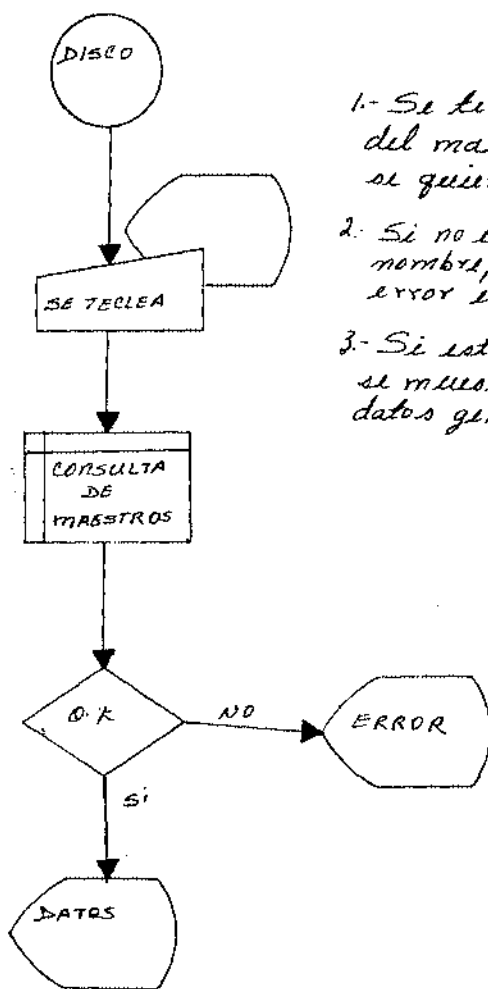 DISCO
1.- Se te
del ma
se quie
2.- Si no e
nombre,
error e
3.- Si est
se mues
datos ge
SE TECLEA
CONSULTA
DE
MAESTROS
O.K
NO
ERROR
Si
DATOS